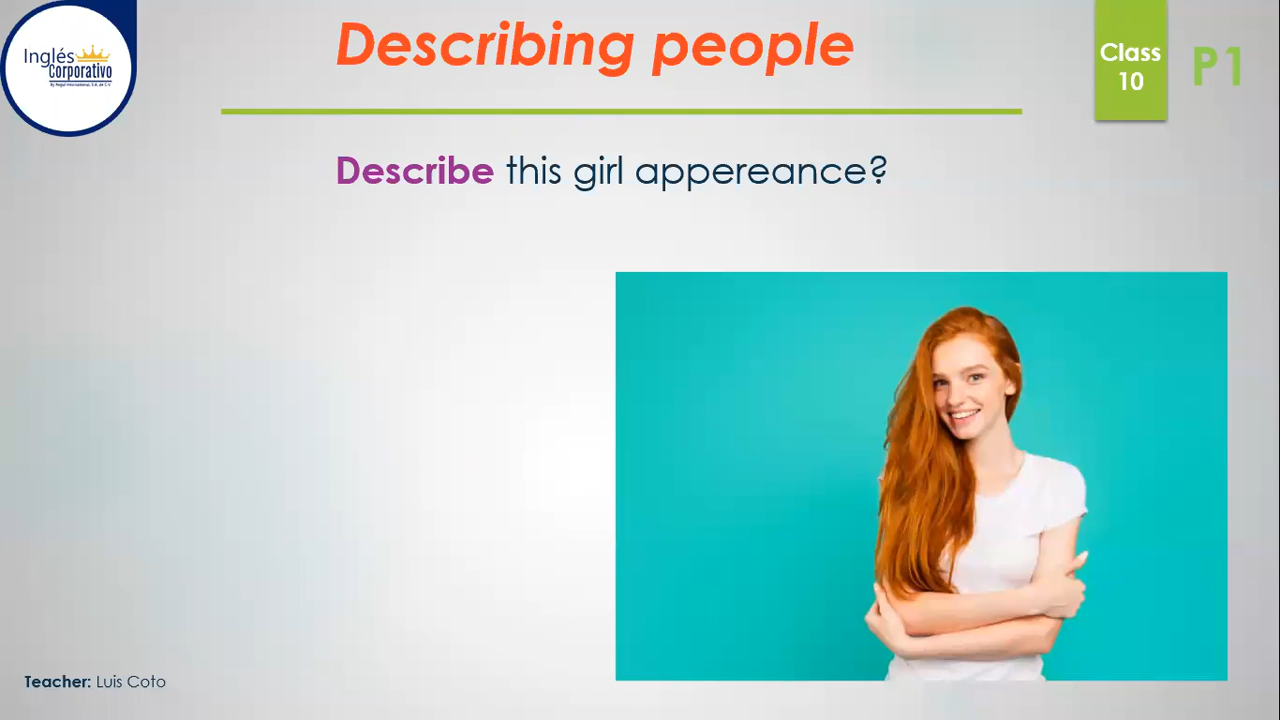 Inglés
Corporativo
Describing people
Class
10
P1
Describe this girl appereance?
Teacher: Luis Coto